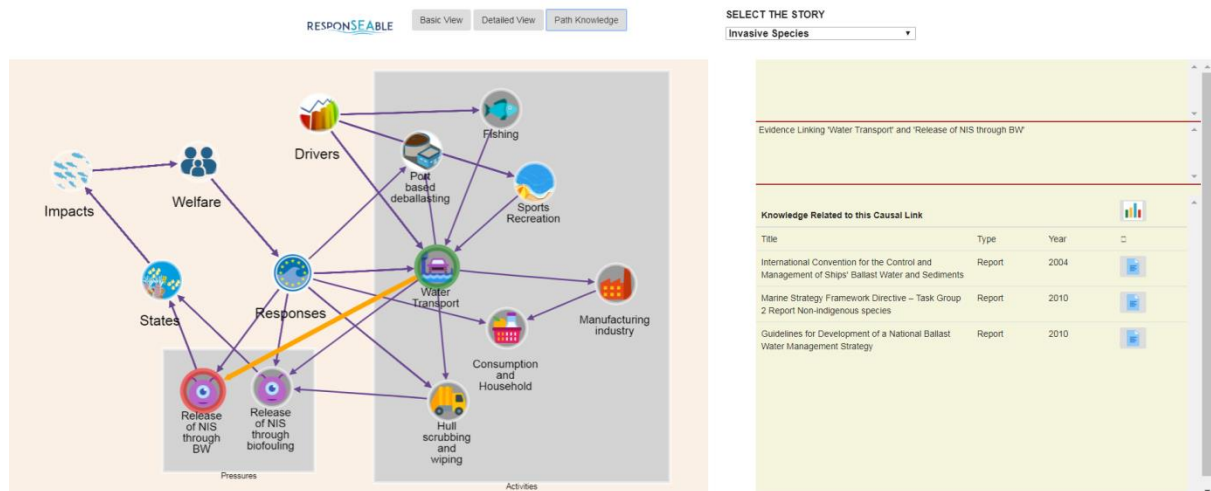 RESPONSEABLE
Basic View
Detailed View
Path Knowledge
SELECT THE STORY
Invasive Species
Impacts
Welfare
Drivers
States
Responses
Fishing
Port
based
deballasting
Sports
Recreation
Water
Transport
Manufacturing
industry
Consumption
and
Household
Hull
scrubbing
and
wiping
Release
of NIS
through
BW
Release
of NIS
through
biofouling
Pressures
Activities
Evidence Linking 'Water Transport' and 'Release of NIS through BW'
Knowledge Related to this Causal Link
Title Type Year
International Convention for the Control and
Management of Ships' Ballast Water and Sediments
Report 2004
Marine Strategy Framework Directive – Task Group
2 Report Non-indigenous species
Report 2010
Guidelines for Development of a National Ballast
Water Management Strategy
Report 2010